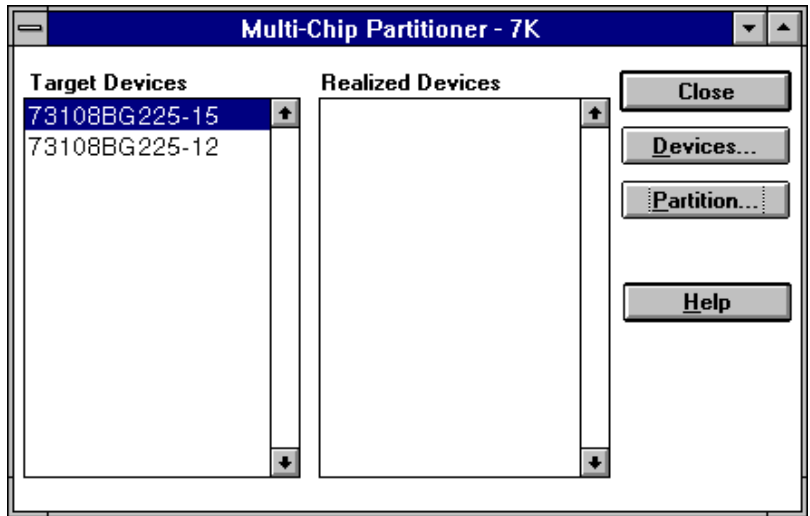 Multi-Chip Partitioner - 7K
Target Devices
Realized Devices
73108BG225-15
73108BG225-12
Close
Devices...
Partition...
Help